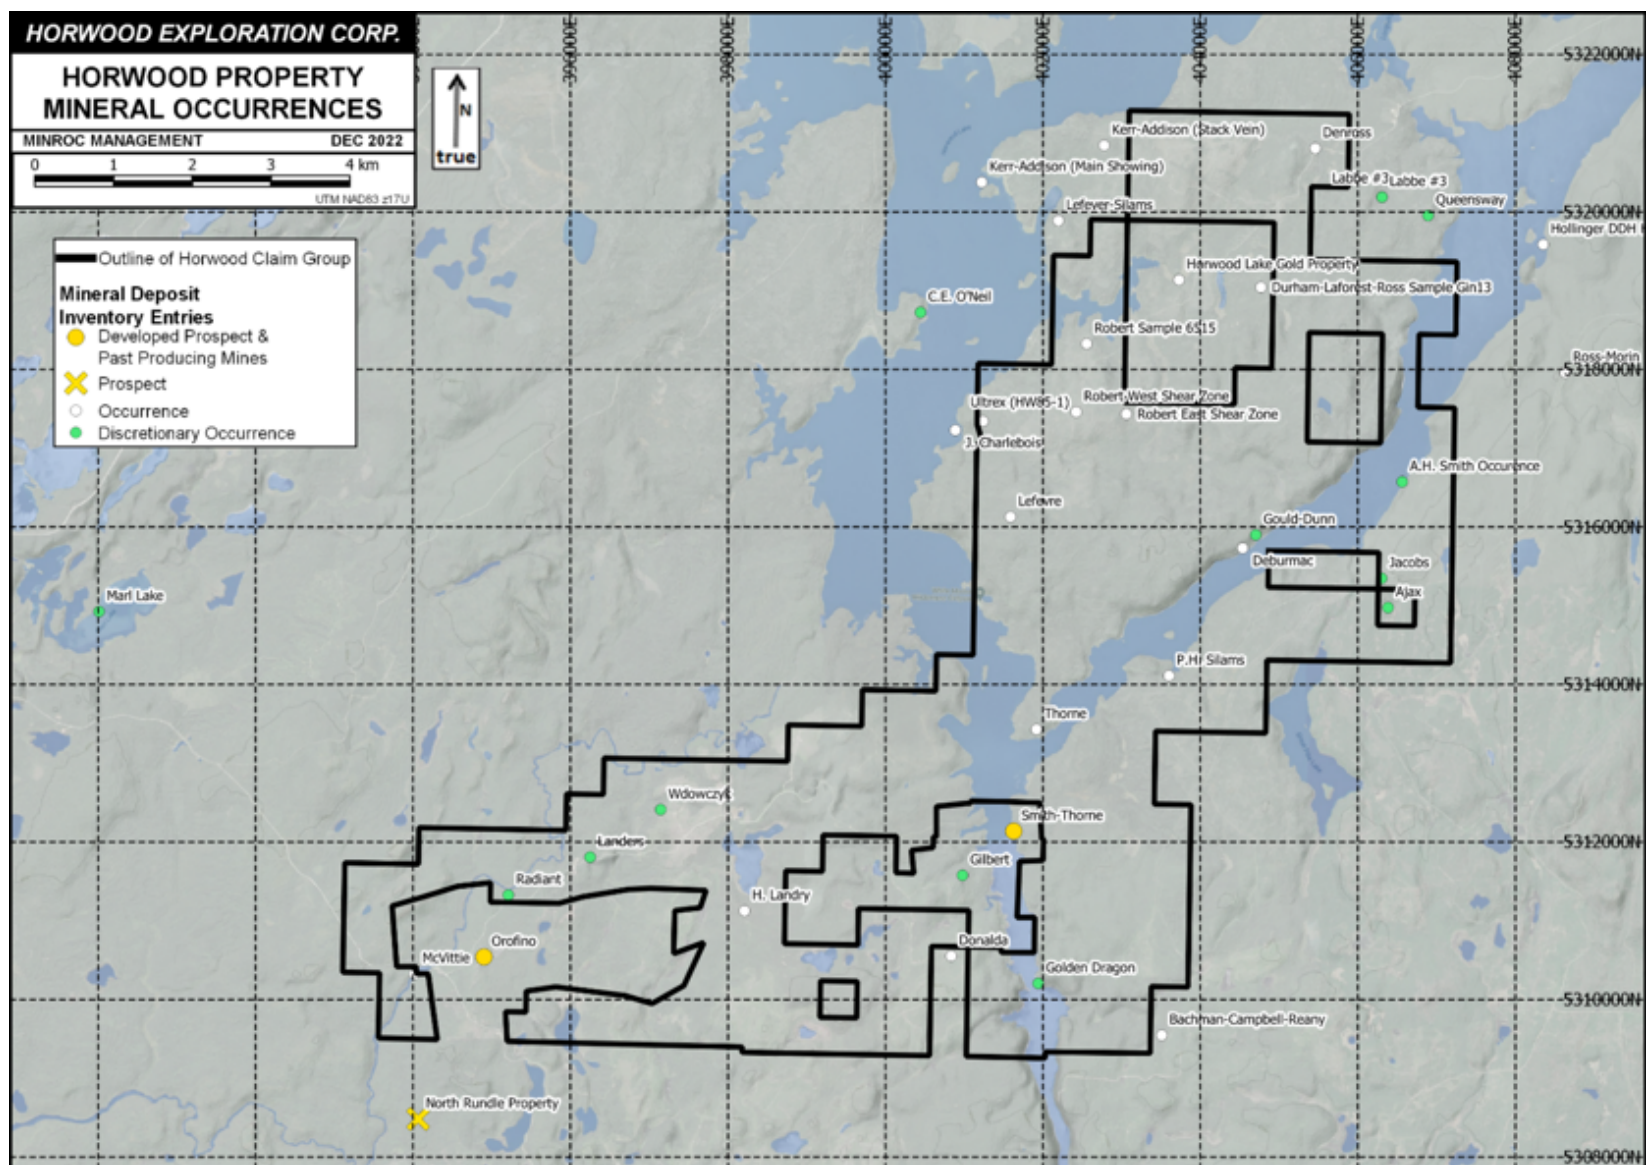 HORWOOD EXPLORATION CORP.
HORWOOD PROPERTY
MINERAL OCCURRENCES
MINROC MANAGEMENT DEC 2022
0 1 2 3 4 km
UTM NAD83 z17U
N
true
Outline of Horwood Claim Group
Mineral Deposit
Inventory Entries
Developed Prospect &
Past Producing Mines
Prospect
Occurrence
Discretionary Occurrence
396000E
398000E
400000E
402000E
404000E
406000E
408000E
5322000N
5320000N
5318000N
5316000N
5314000N
5312000N
5310000N
5308000N
Kerr-Addison (Stack Vein)
Denross
Kerr-Addison (Main Showing)
Labbe #3
Labbe #3
Queensway
Lefever-Silams
Hollinger DDH
Horwood Lake Gold Property
Durham-Laforest-Ross Sample Gin13
C.E. O'Neil
Robert Sample 6S15
Ross-Morin
Ultrex (HW85-1)
Robert West Shear Zone
Robert East Shear Zone
J. Charlebois
A.H. Smith Occurence
Lefevre
Gould-Dunn
Deburmac
Jacobs
Ajax
Marl Lake
P.H. Silams
Thorne
Wdowczyk
Smith-Thorne
Landers
Gilbert
Radiant
H. Landry
Orofino
McVittie
Donalda
Golden Dragon
Bachman-Campbell-Reany
North Rundle Property